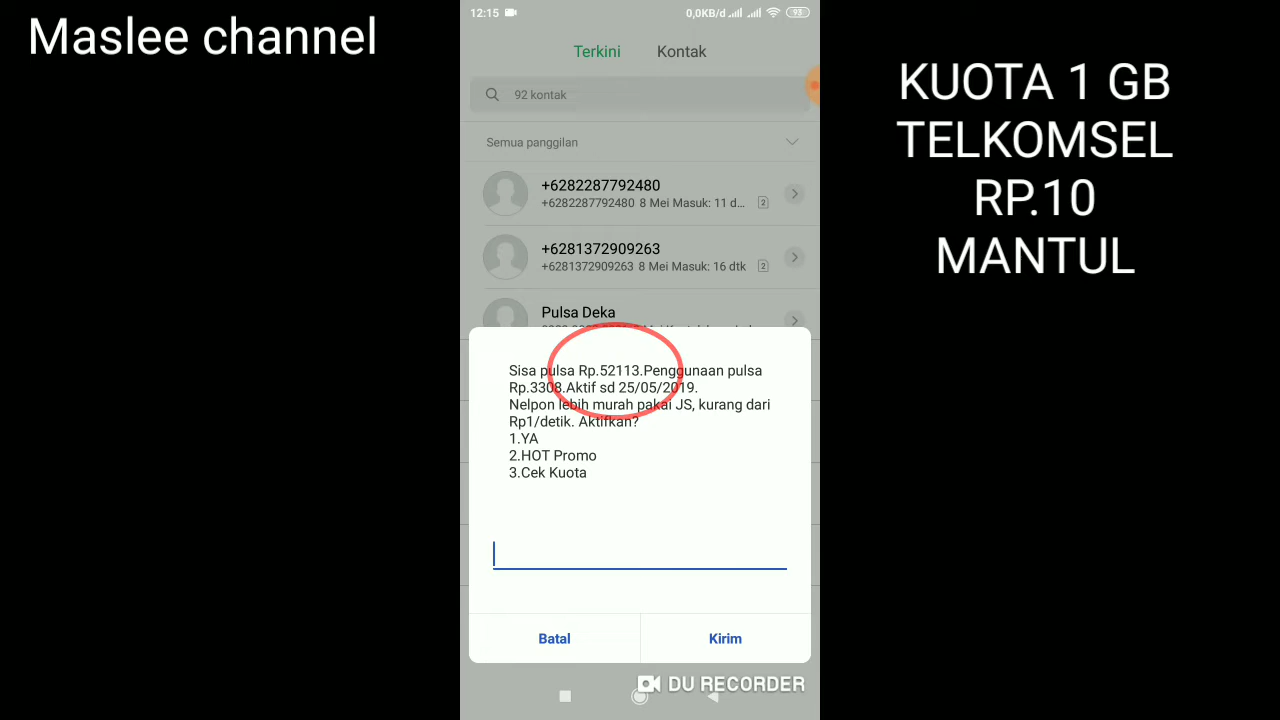 Maslee channel
12:15
0,0KB/d
93
Terkini
Kontak
92 kontak
Semua panggilan
+6282287792480
+6282287792480 8 Mei Masuk: 11 d...
2
+6281372909263
+6281372909263 8 Mei Masuk: 16 dtk
2
Pulsa Deka
Sisa pulsa Rp.52113.Penggunaan pulsa
Rp.3308.Aktif sd 25/05/2019.
Nelpon lebih murah pakai JS, kurang dari
Rp1/detik. Aktifkan?
1.YA
2.HOT Promo
3.Cek Kuota
Batal
Kirim
DU RECORDER
KUOTA 1 GB
TELKOMSEL
RP.10
MANTUL